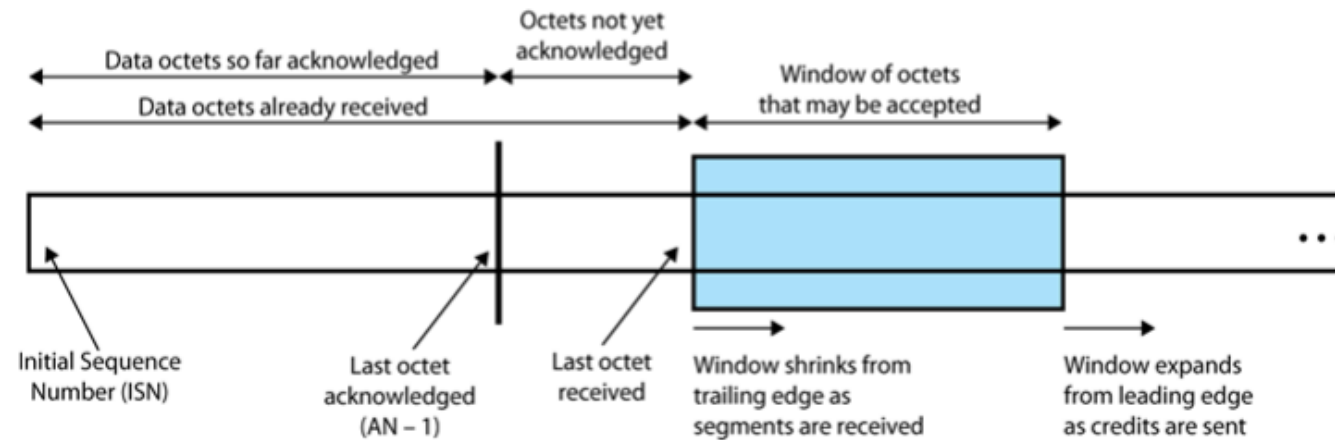 Octets not yet
acknowledged
Data octets so far acknowledged
Window of octets
that may be accepted
Data octets already received
...
Initial Sequence
Number (ISN)
Last octet
acknowledged
(AN – 1)
Last octet
received
Window shrinks from
trailing edge as
segments are received
Window expands
from leading edge
as credits are sent